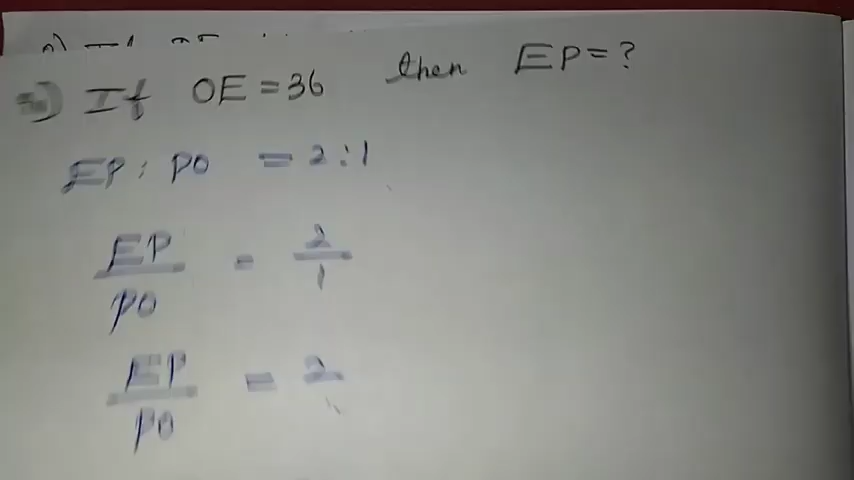 If OE = 36 then EP = ?
EP : PO = 2 : 1
EP/PO = 2/1
EP/PO = 2/